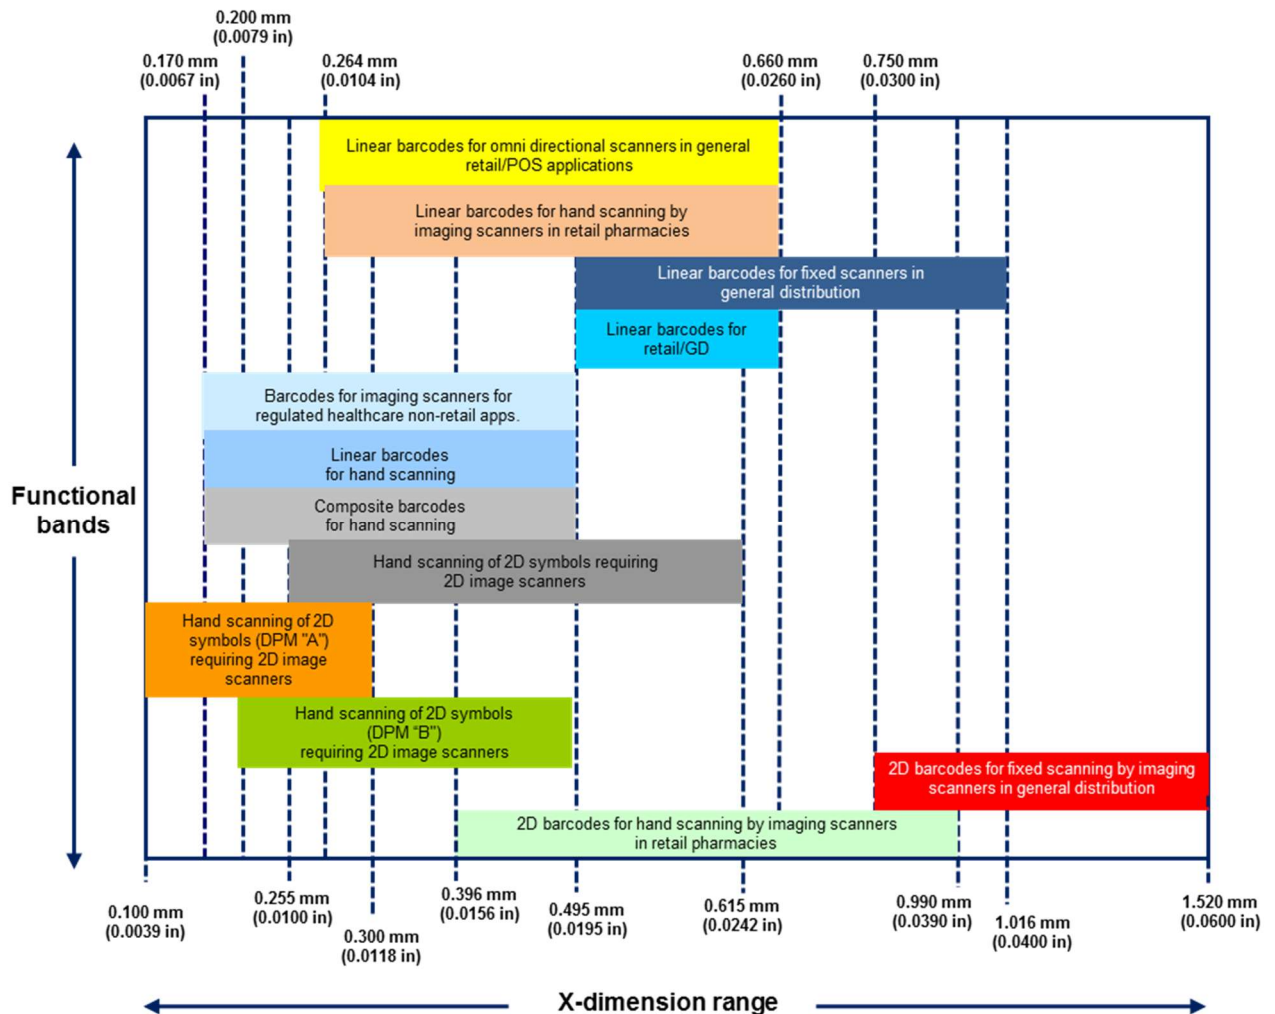 0.200 mm
(0.0079 in)
0.170 mm
(0.0067 in)
0.264 mm
(0.0104 in)
0.660 mm
(0.0260 in)
0.750 mm
(0.0300 in)
Linear barcodes for omni directional scanners in general
retail/POS applications
Linear barcodes for hand scanning by
imaging scanners in retail pharmacies
Linear barcodes for fixed scanners in
general distribution
Linear barcodes for
retail/GD
Barcodes for imaging scanners for
regulated healthcare non-retail apps.
Linear barcodes
for hand scanning
Functional
bands
Composite barcodes
for hand scanning
Hand scanning of 2D symbols requiring
2D image scanners
Hand scanning of 2D
symbols (DPM "A")
requiring 2D image
scanners
Hand scanning of 2D symbols
(DPM “B”)
requiring 2D image scanners
2D barcodes for fixed scanning by imaging
scanners in general distribution
2D barcodes for hand scanning by imaging scanners
in retail pharmacies
0.100 mm
(0.0039 in)
0.255 mm
(0.0100 in)
0.300 mm
(0.0118 in)
0.396 mm
(0.0156 in)
0.495 mm
(0.0195 in)
0.615 mm
(0.0242 in)
0.990 mm
(0.0390 in)
1.016 mm
(0.0400 in)
1.520 mm
(0.0600 in)
X-dimension range